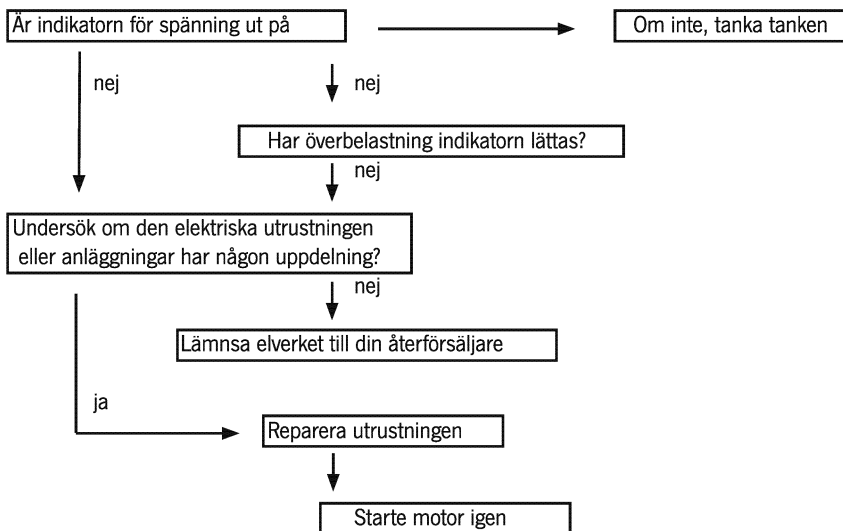 Är indikatorn för spänning ut på
Om inte, tanka tanken
nej
nej
Har överbelastning indikatorn lättas?
nej
Undersök om den elektriska utrustningen
eller anläggningar har någon uppdelning?
nej
Lämnsa elverket till din återförsäljare
ja
Reparera utrustningen
Starte motor igen